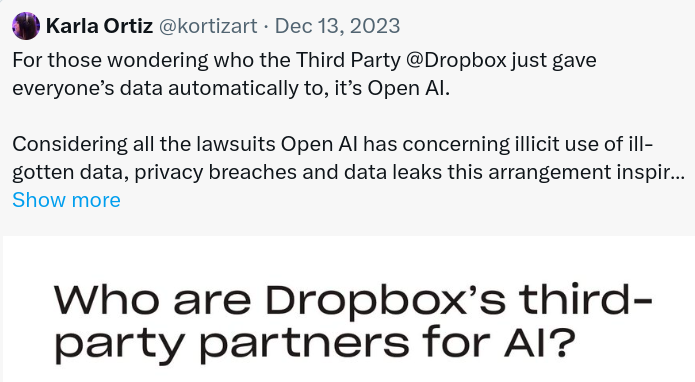 Karla Ortiz @kortizart · Dec 13, 2023
For those wondering who the Third Party @Dropbox just gave
everyone’s data automatically to, it’s Open AI.
Considering all the lawsuits Open AI has concerning illicit use of ill-
gotten data, privacy breaches and data leaks this arrangement inspir...
Show more
Who are Dropbox’s third-
party partners for AI?